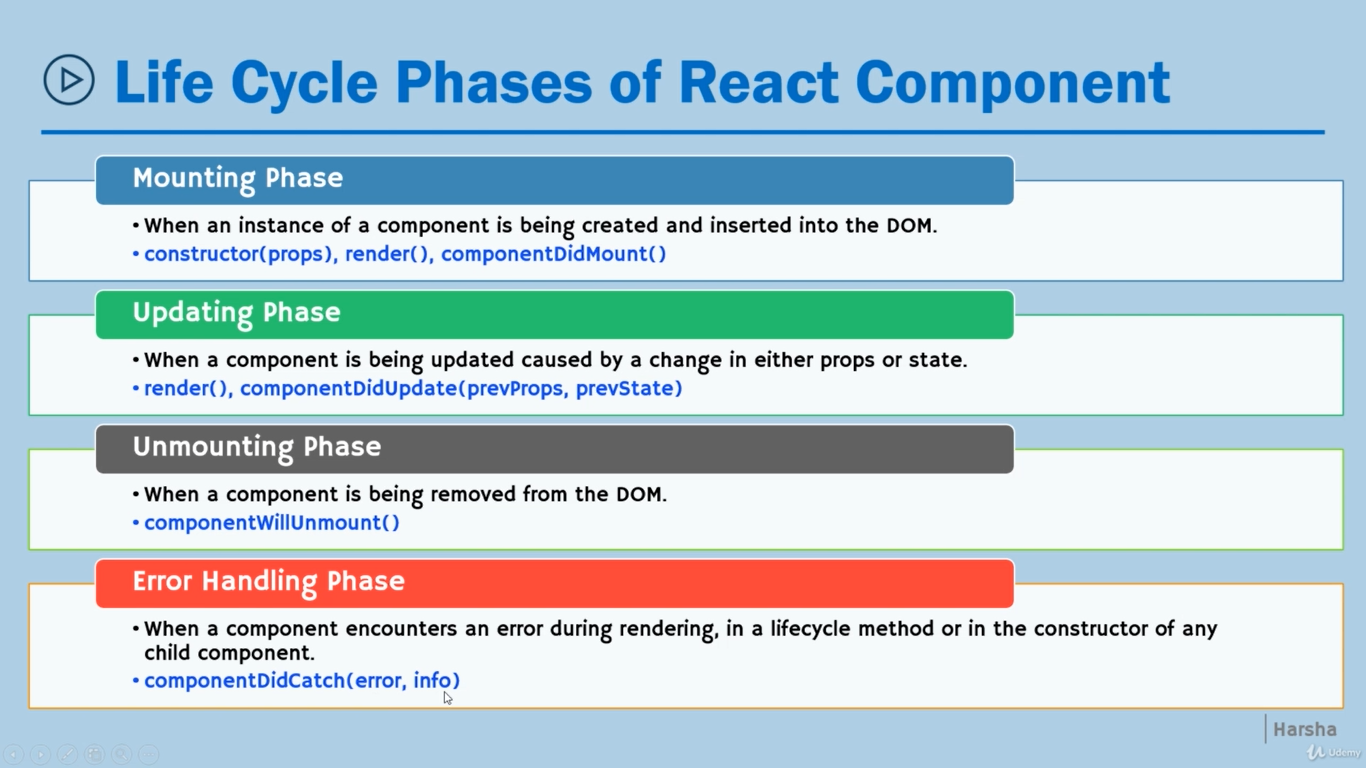 Life Cycle Phases of React Component
Mounting Phase
• When an instance of a component is being created and inserted into the DOM.
• constructor(props), render(), componentDidMount()
Updating Phase
• When a component is being updated caused by a change in either props or state.
• render(), componentDidUpdate(prevProps, prevState)
Unmounting Phase
• When a component is being removed from the DOM.
• componentWillUnmount()
Error Handling Phase
• When a component encounters an error during rendering, in a lifecycle method or in the constructor of any
child component.
• componentDidCatch(error, info)
Harsha
Udemy